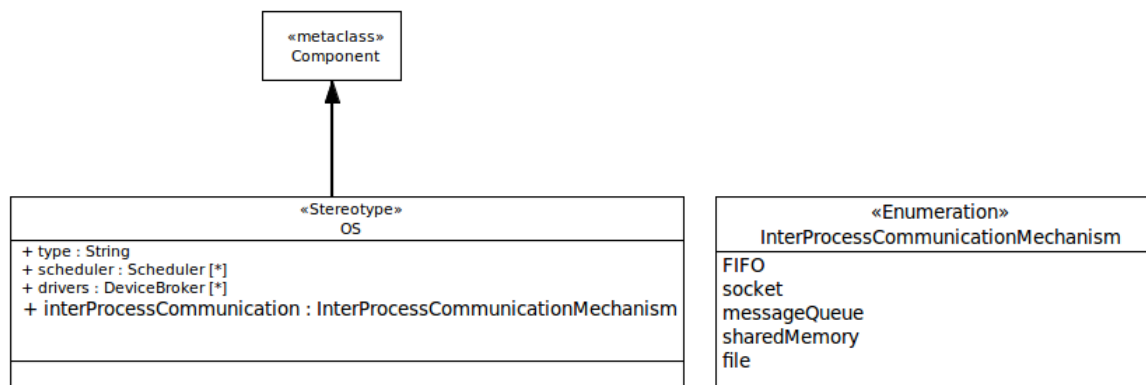 «metaclass»
Component
«Stereotype»
OS
+ type : String
+ scheduler : Scheduler [*]
+ drivers : DeviceBroker [*]
+ interProcessCommunication : InterProcessCommunicationMechanism
«Enumeration»
InterProcessCommunicationMechanism
FIFO
socket
messageQueue
sharedMemory
file